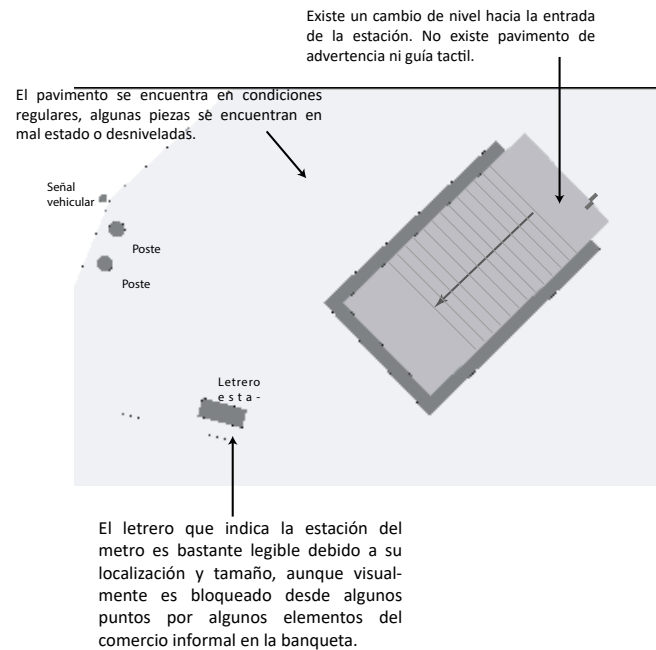 Existe un cambio de nivel hacia la entrada
de la estación. No existe pavimento de
advertencia ni guía tactil.
El pavimento se encuentra en condiciones
regulares, algunas piezas se encuentran en
mal estado o desniveladas.
Señal
vehicular
Poste
Poste
Letrero
esta-
El letrero que indica la estación del
metro es bastante legible debido a su
localización y tamaño, aunque visual-
mente es bloqueado desde algunos
puntos por algunos elementos del
comercio informal en la banqueta.